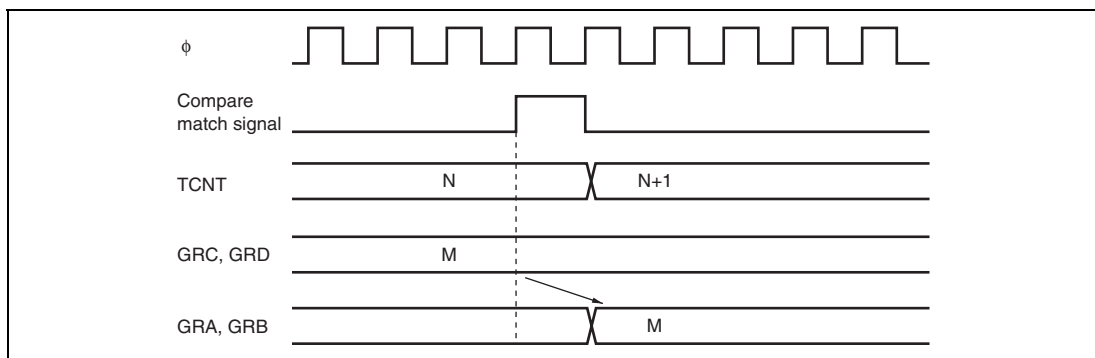 ϕ
Compare
match signal
TCNT N N+1
GRC, GRD M
GRA, GRB M